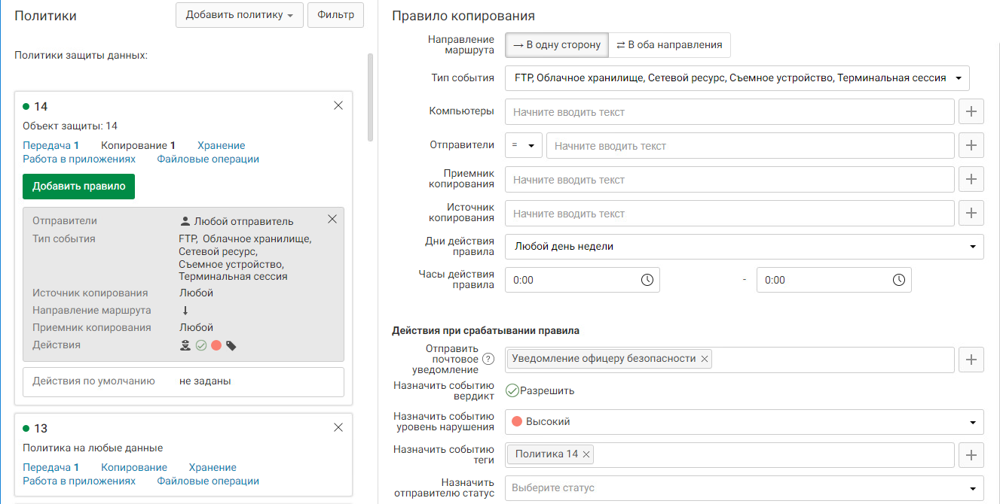 Политики
Добавить политику
Фильтр
Политики защиты данных:
14
Объект защиты: 14
Передача 1 Копирование 1 Хранение
Работа в приложениях Файловые операции
Добавить правило
Отправители Любой отправитель
Тип события FTP, Облачное хранилище,
Сетевой ресурс,
Съемное устройство,
Терминальная сессия
Источник копирования Любой
Направление маршрута ↓
Приемник копирования Любой
Действия
Действия по умолчанию не заданы
13
Политика на любые данные
Передача 1 Копирование Хранение
Работа в приложениях Файловые операции
Правило копирования
Направление
маршрута
→ В одну сторону ⇄ В оба направления
Тип события FTP, Облачное хранилище, Сетевой ресурс, Съемное устройство, Терминальная сессия
Компьютеры Начните вводить текст
Отправители = Начните вводить текст
Приемник
копирования
Начните вводить текст
Источник
копирования
Начните вводить текст
Дни действия
правила
Любой день недели
Часы действия
правила
0:00 - 0:00
Действия при срабатывании правила
Отправить
почтовое
уведомление
?
Уведомление офицеру безопасности
Назначить событию
вердикт
Разрешить
Назначить событию
уровень нарушения
Высокий
Назначить событию
теги
Политика 14
Назначить
отправителю статус
Выберите статус